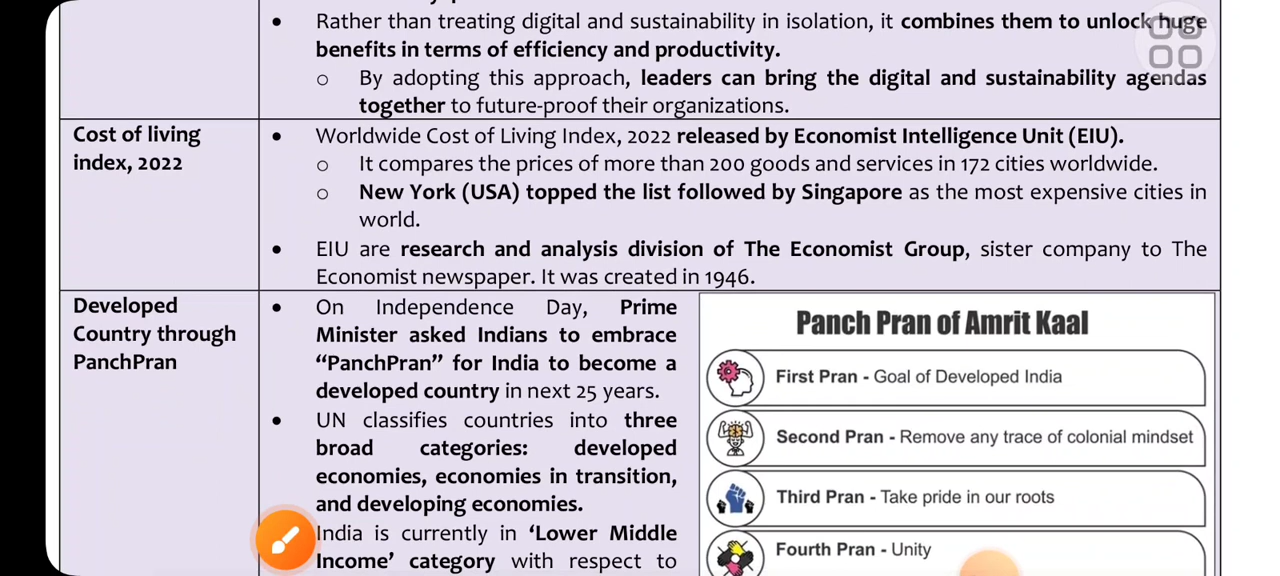 • Rather than treating digital and sustainability in isolation, it combines them to unlock huge
benefits in terms of efficiency and productivity.
o By adopting this approach, leaders can bring the digital and sustainability agendas
together to future-proof their organizations.
Cost of living
index, 2022
• Worldwide Cost of Living Index, 2022 released by Economist Intelligence Unit (EIU).
o It compares the prices of more than 200 goods and services in 172 cities worldwide.
o New York (USA) topped the list followed by Singapore as the most expensive cities in
world.
• EIU are research and analysis division of The Economist Group, sister company to The
Economist newspaper. It was created in 1946.
Developed
Country through
PanchPran
• On Independence Day, Prime
Minister asked Indians to embrace
“PanchPran” for India to become a
developed country in next 25 years.
• UN classifies countries into three
broad categories: developed
economies, economies in transition,
and developing economies.
India is currently in ‘Lower Middle
Income’ category with respect to
Panch Pran of Amrit Kaal
First Pran - Goal of Developed India
Second Pran - Remove any trace of colonial mindset
Third Pran - Take pride in our roots
Fourth Pran - Unity